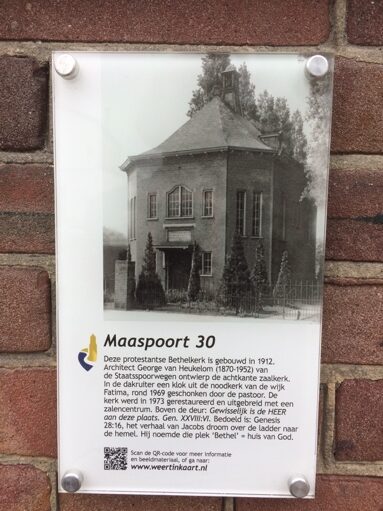 Maaspoort 30
Deze protestantse Bethelkerk is gebouwd in 1912.
Architect George van Heukelom (1870-1952) van
de Staatsspoorwegen ontwierp de achtkante zaalkerk.
In de dakruiter een klok uit de noodkerk van de wijk
Fatima, rond 1969 geschonken door de pastoor. De
kerk werd in 1973 gerestaureerd en uitgebreid met een
zalencentrum. Boven de deur: Gewisselijk is de HEER
aan deze plaats. Gen. XXVIII:VI. Bedoeld is: Genesis
28:16, het verhaal van Jacobs droom over de ladder naar
de hemel. Hij noemde die plek ‘Bethel’ = huis van God.
Scan de QR-code voor meer informatie
en beeldmateriaal, of ga naar:
www.weertinkaart.nl